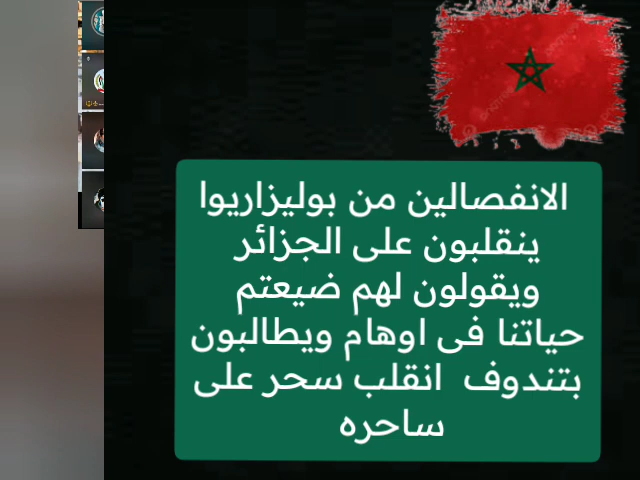 الانفصالين من بوليزاريوا
ينقلبون على الجزائر
ويقولون لهم ضيعتم
حياتنا فى اوهام ويطالبون
بتندوف انقلب سحر على
ساحره